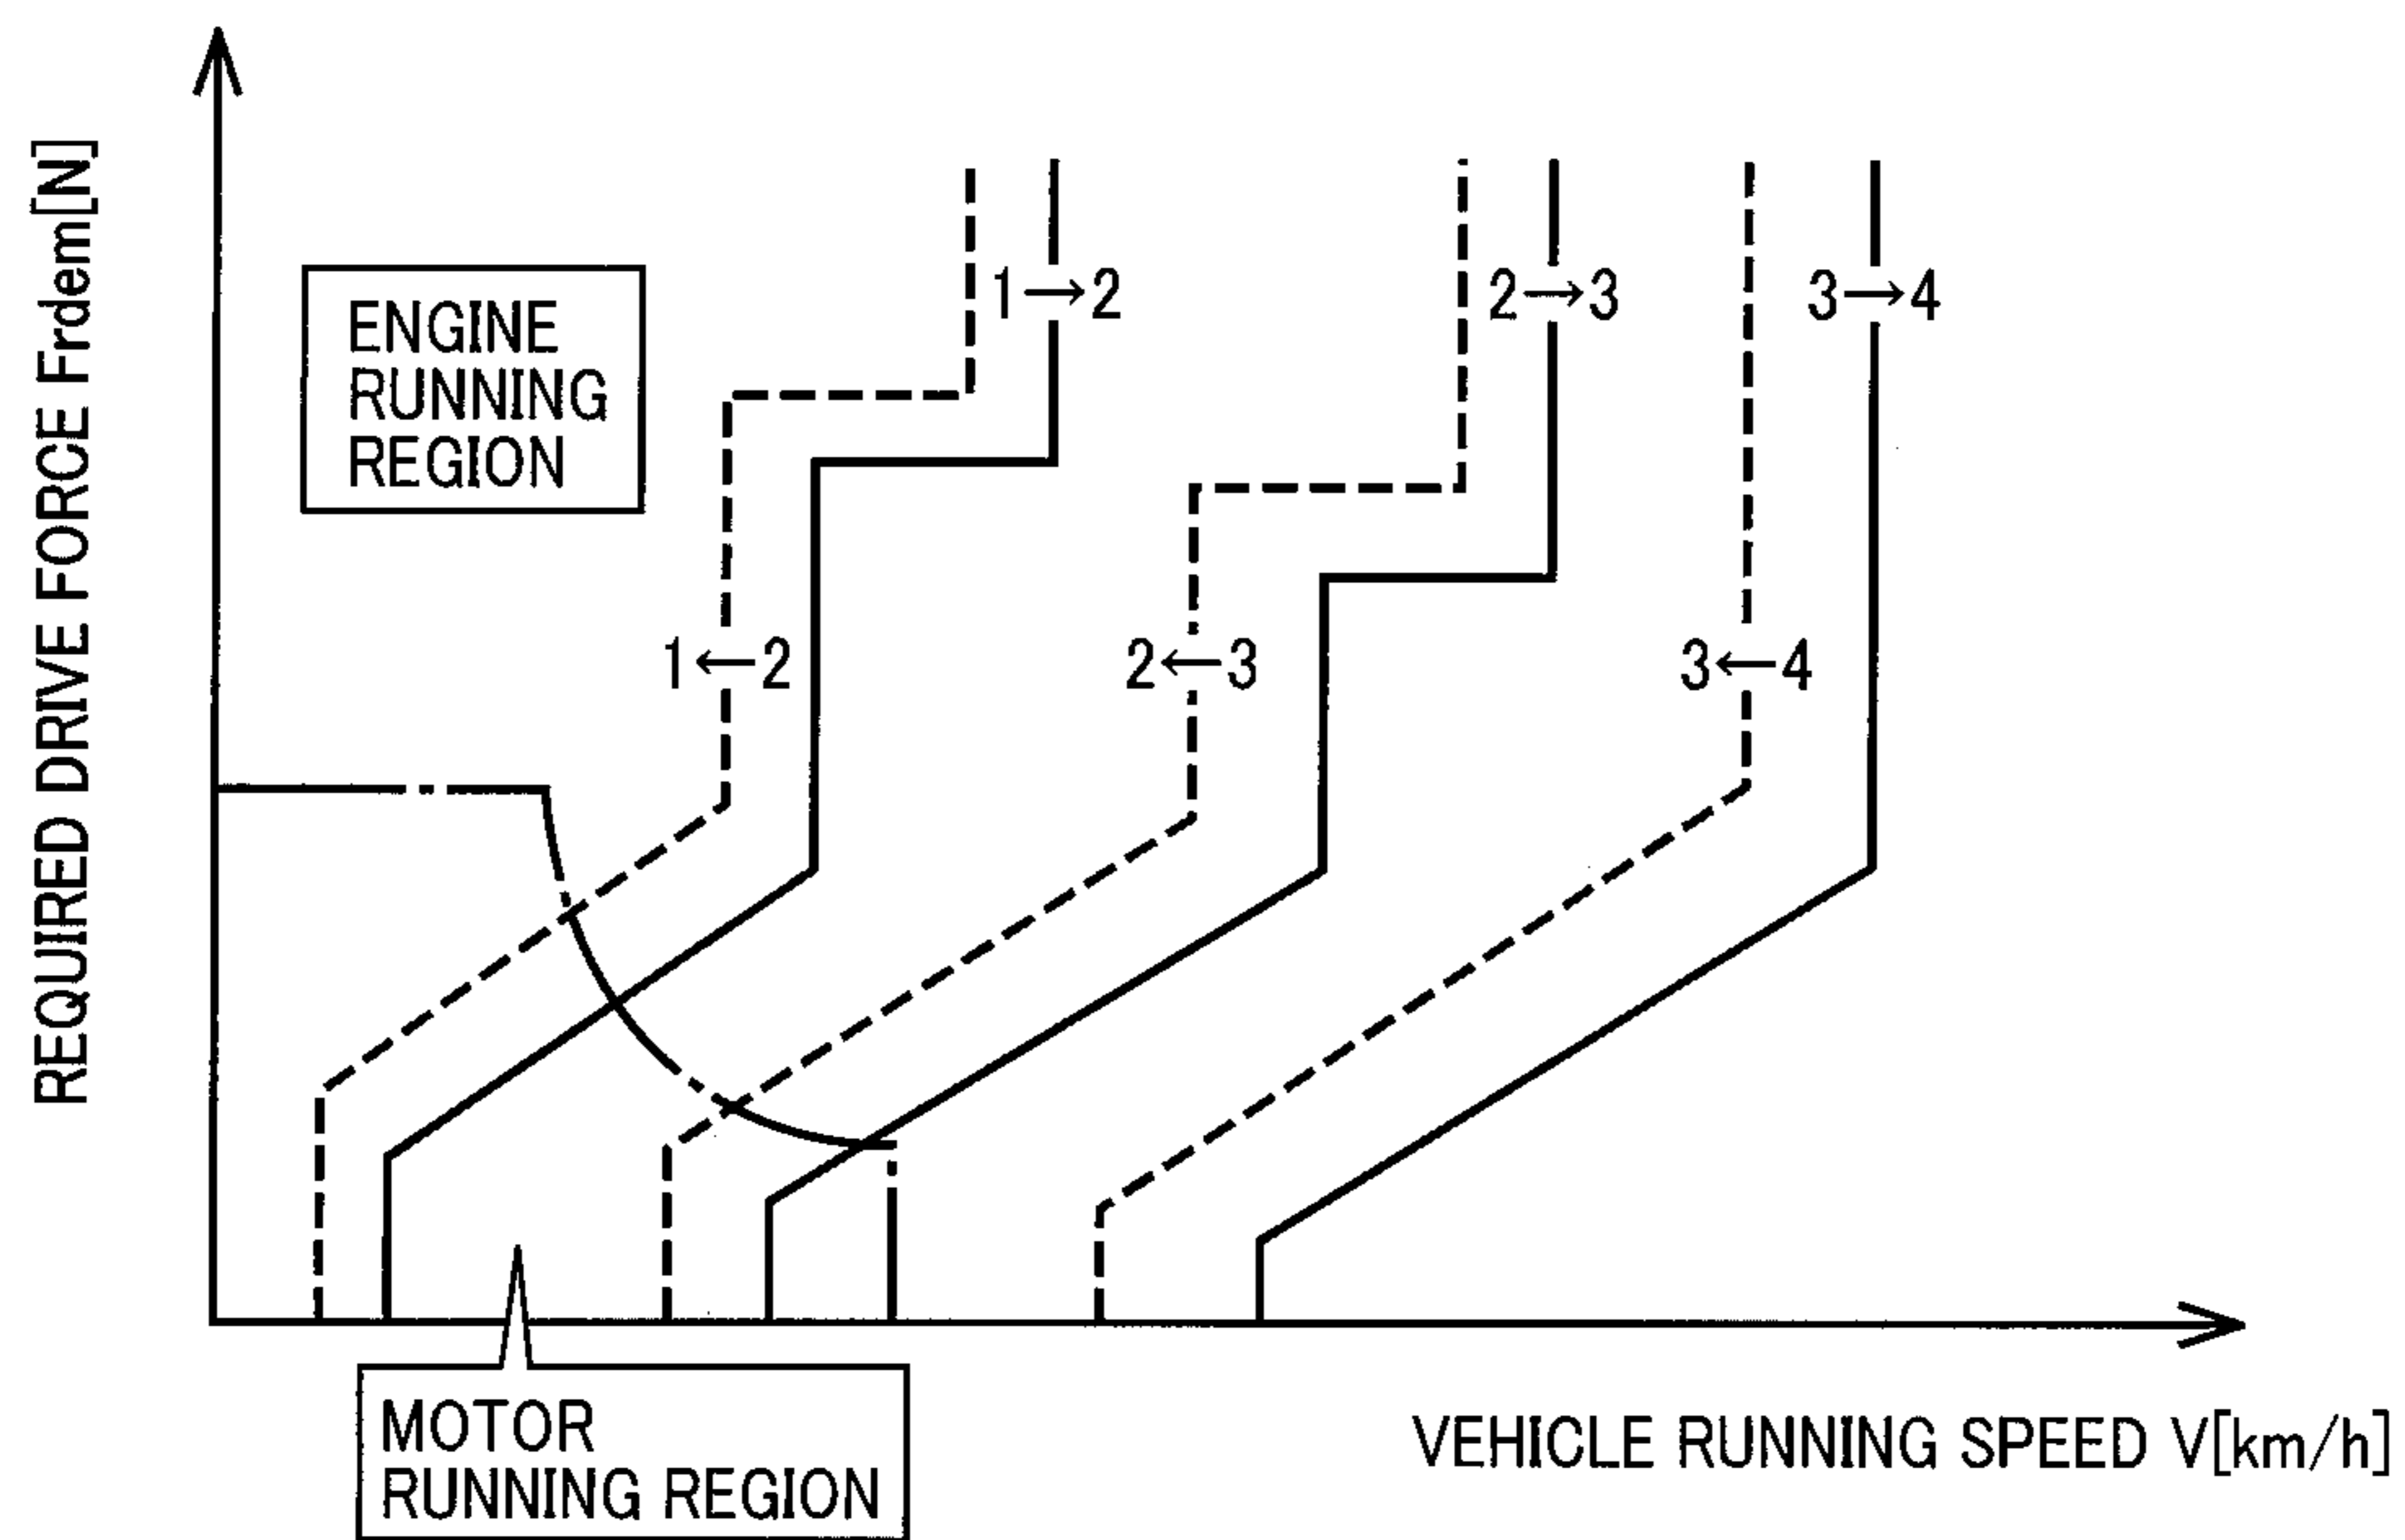 REQUIRED DRIVE FORCE Frdem[N]
ENGINE
RUNNING
REGION
1→2
2→3
3→4
1←2
2←3
3←4
MOTOR
RUNNING REGION
VEHICLE RUNNING SPEED V[km/h]